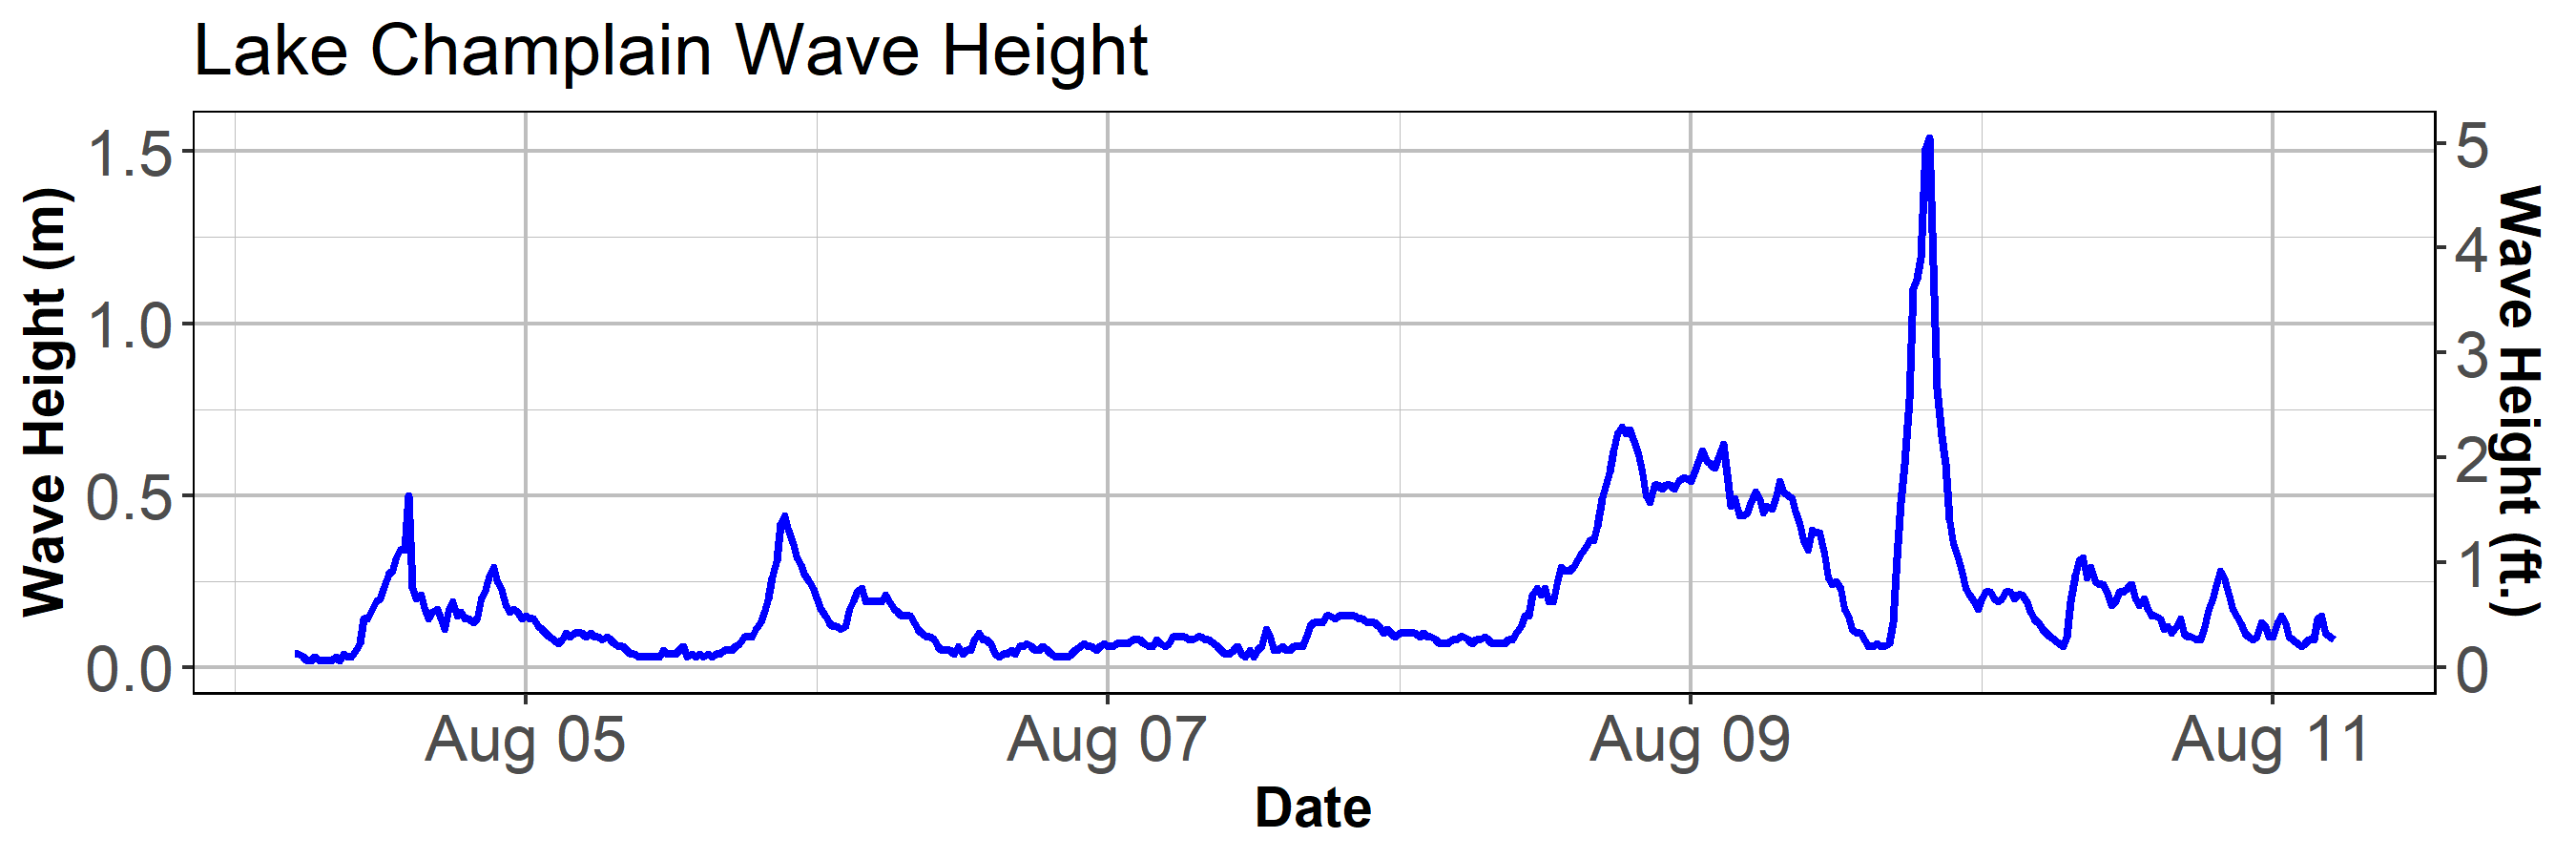 Lake Champlain Wave Height
Wave Height (m)
1.5
1.0
0.5
0.0
5
4
3
2
1
0
Wave Height (ft.)
Aug 05 Aug 07 Aug 09 Aug 11
Date